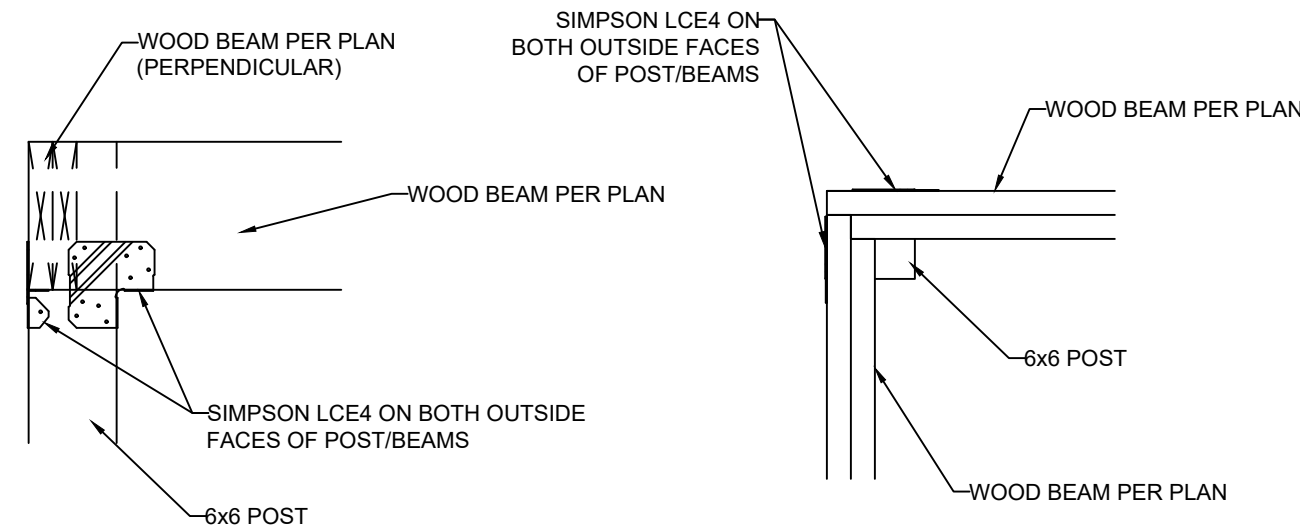 WOOD BEAM PER PLAN
(PERPENDICULAR)
WOOD BEAM PER PLAN
SIMPSON LCE4 ON BOTH OUTSIDE
FACES OF POST/BEAMS
6x6 POST
SIMPSON LCE4 ON
BOTH OUTSIDE FACES
OF POST/BEAMS
WOOD BEAM PER PLAN
6x6 POST
WOOD BEAM PER PLAN